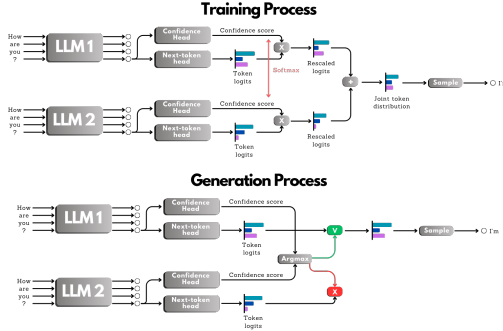 Training Process
How
are
you
?
LLM 1
Confidence
Head
Confidence score
Next-token
head
Token
logits
X
Softmax
Rescaled
logits
How
are
you
?
LLM 2
Confidence
Head
Confidence score
Next-token
head
Token
logits
X
Rescaled
logits
+
Joint token
distribution
Sample
I'
Generation Process
How
are
you
?
LLM 1
Confidence
Head
Confidence score
Next-token
head
Token
logits
Argmax
V
Sample
I'm
How
are
you
?
LLM 2
Confidence
Head
Confidence score
Next-token
head
Token
logits
X